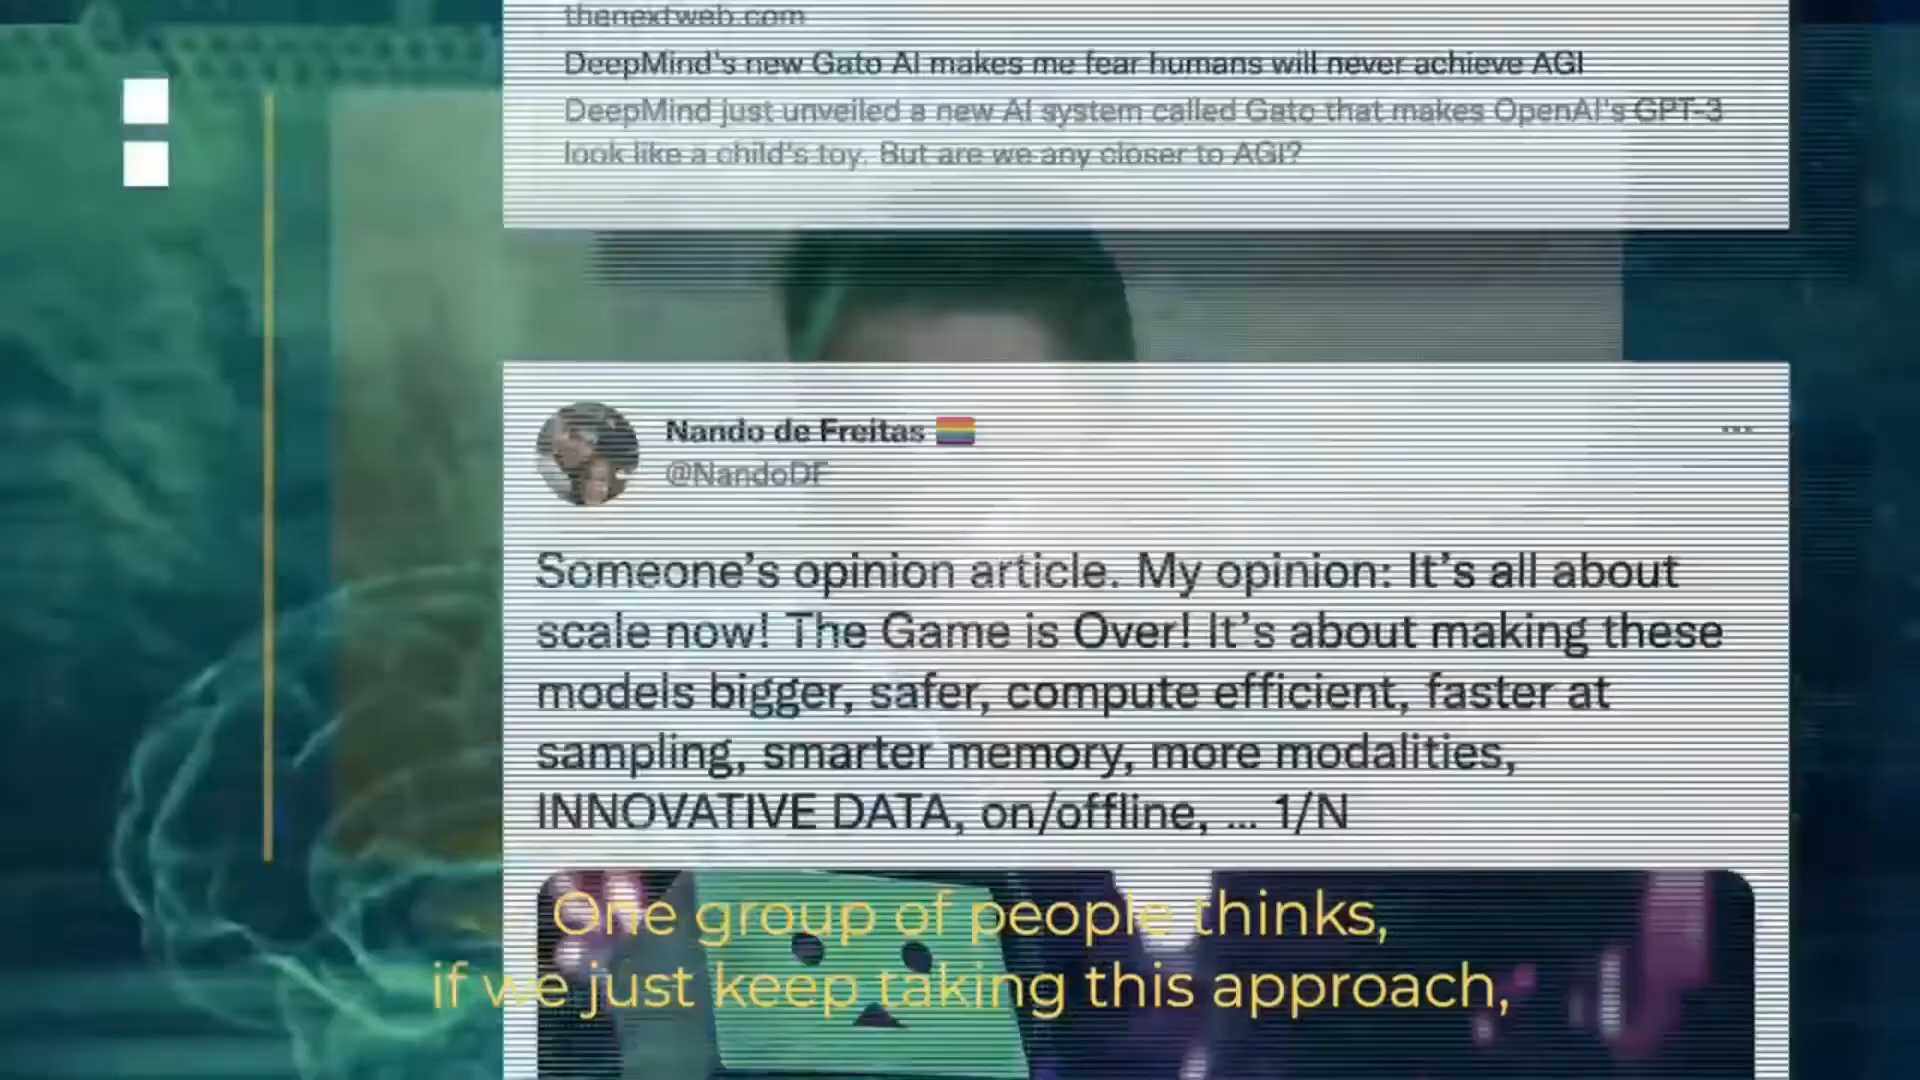 thenextweb.com
DeepMind's new Gato AI makes me fear humans will never achieve AGI
DeepMind just unveiled a new AI system called Gato that makes OpenAI's GPT-3
look like a child's toy. But are we any closer to AGI?
Nando de Freitas
@NandoDF
Someone's opinion article. My opinion: It's all about
scale now! The Game is Over! It's about making these
models bigger, safer, compute efficient, faster at
sampling, smarter memory, more modalities,
INNOVATIVE DATA, on/offline, ... 1/N
One group of people thinks,
if we just keep taking this approach,